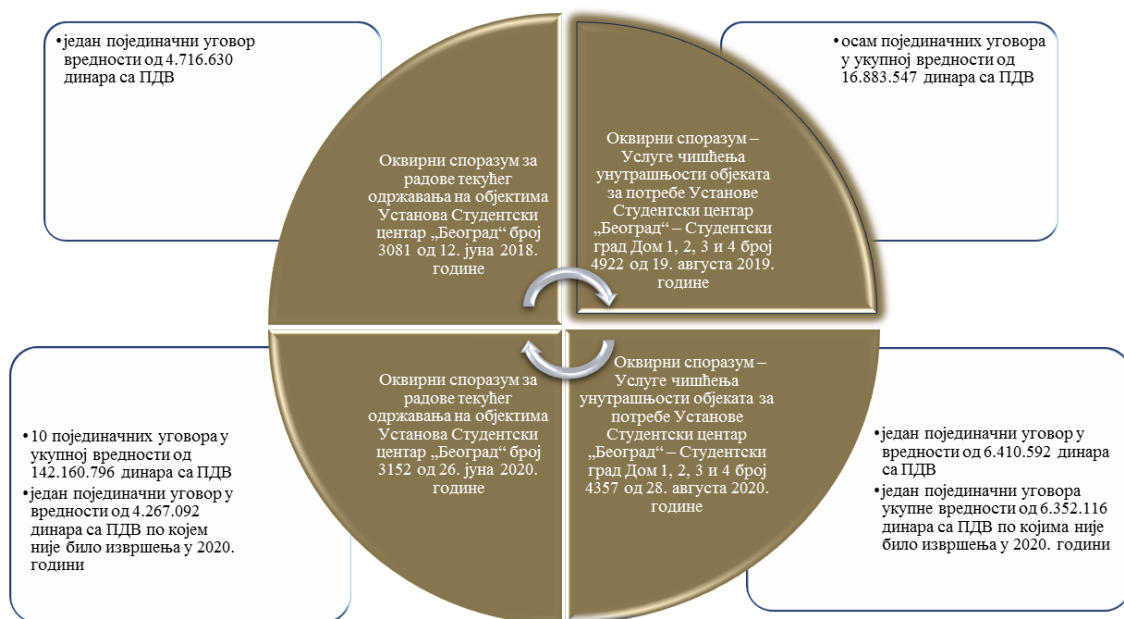 •један појединачни уговор
вредности од 4.716.630
динара са ПДВ
•осам појединачних уговора
у укупној вредности од
16.883.547 динара са ПДВ
Оквирни споразум за
радове текућег
одржавања на објектима
Установа Студентски
центар „Београд“ број
3081 од 12. јуна 2018.
године
Оквирни споразум –
Услуге чишћења
унутрашњости објеката
за потребе Установе
Студентски центар
„Београд“ – Студентски
град Дом 1, 2, 3 и 4 број
4922 од 19. августа 2019.
године
Оквирни споразум за
радове текућег
одржавања на објектима
Установа Студентски
центар „Београд“ број
3152 од 26. јуна 2020.
године
Оквирни споразум –
Услуге чишћења
унутрашњости објеката за
потребе Установе
Студентски центар
„Београд“ – Студентски
град Дом 1, 2, 3 и 4 број
4357 од 28. августа 2020.
године
•10 појединачних уговора у
укупној вредности од
142.160.796 динара са ПДВ
•један појединачни уговор у
вредности од 4.267.092
динара са ПДВ по којем
није било извршења у 2020.
години
•један појединачни уговор у
вредности од 6.410.592 динара
са ПДВ
•један појединачни уговора
укупне вредности од 6.352.116
динара са ПДВ по којима није
било извршења у 2020. години